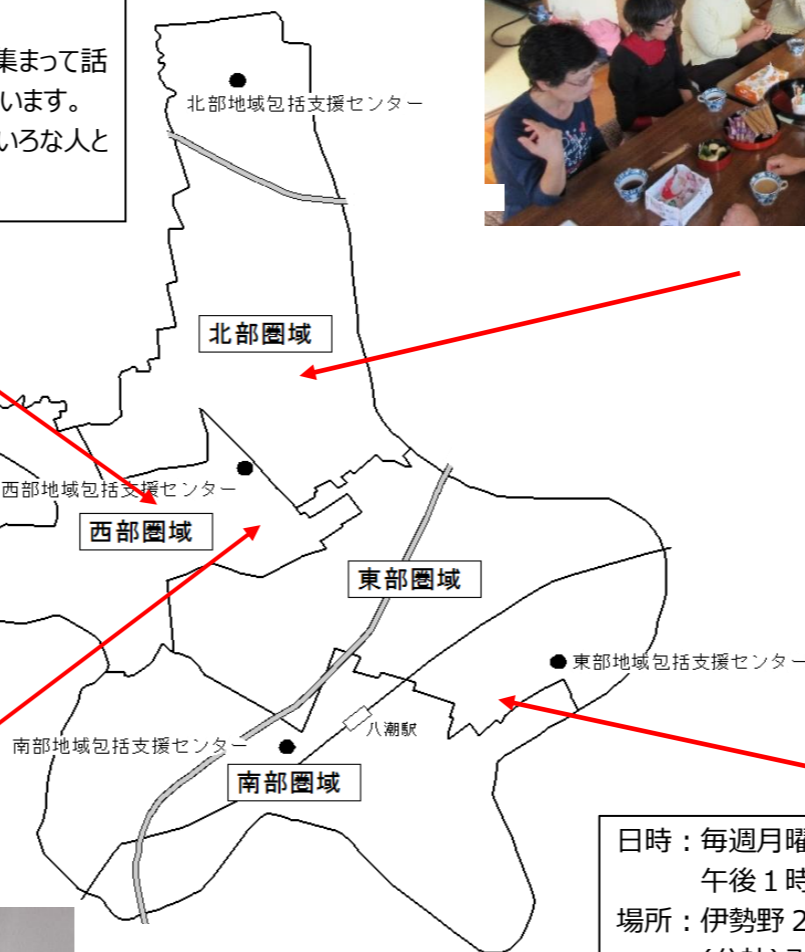 集まって話
います。
いろな人と
北部地域包括支援センター
北部圏域
西部地域包括支援センター
西部圏域
東部圏域
東部地域包括支援センター
八潮駅
南部地域包括支援センター
南部圏域
日時：毎週月曜
午後１時
場所：伊勢野２